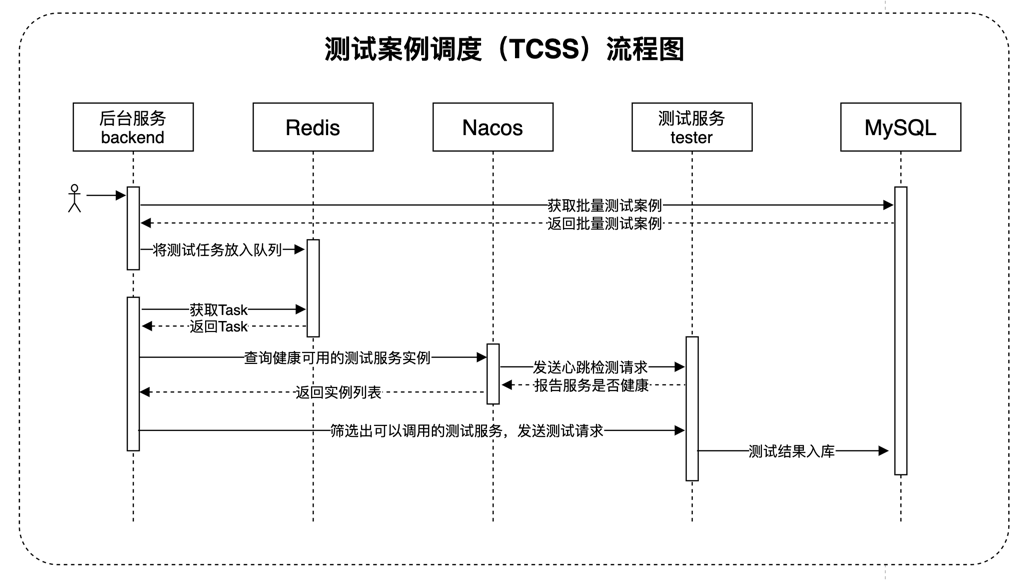 测试案例调度（TCSS）流程图
后台服务
backend
Redis
Nacos
测试服务
tester
MySQL
获取批量测试案例
返回批量测试案例
将测试任务放入队列
获取Task
返回Task
查询健康可用的测试服务实例
发送心跳检测请求
报告服务是否健康
返回实例列表
筛选出可以调用的测试服务，发送测试请求
测试结果入库